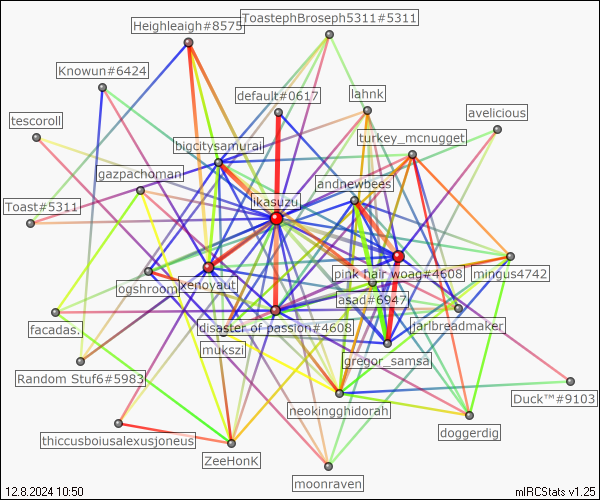 ToastephBroseph5311#5311
Heighleigh#8575
Knowun#6424
default#0617
lahnk
avelicious
tescoroll
turkey_mcnugget
bigcitysamurai
gazpachoman
andnewbees
ikasuzu
Toast#5311
pink hair woag#4608
mingus4742
ogshroom
xenoyaut
asad#6947
facadas.
disaster of passion#4608
jarlbreadmaker
mukszi
gregor_samsa
Random Stuf6#5983
Duck™#9103
neokingghidorah
doggerdig
thiccusboiusalexusjoneus
ZeeHonK
moonraven
12.8.2024 10:50
mIRCStats v1.25